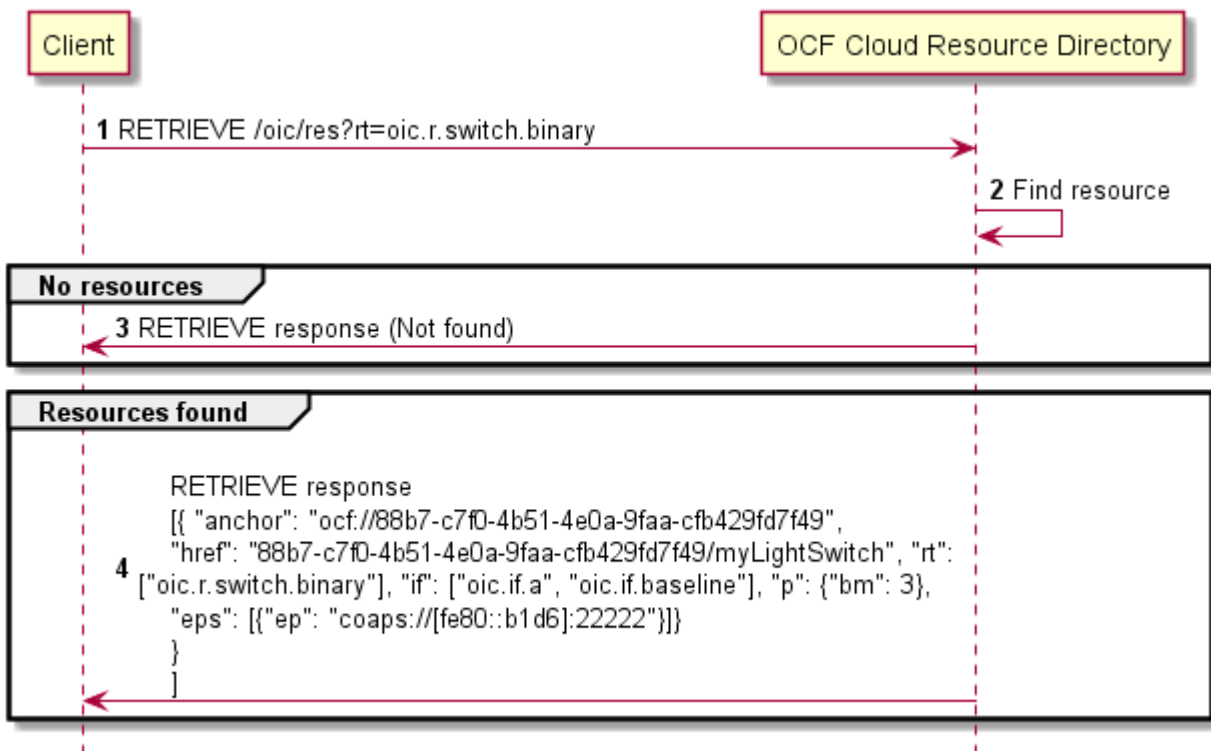 Client
OCF Cloud Resource Directory
1 RETRIEVE /oic/res?rt=oic.r.switch.binary
2 Find resource
No resources
3 RETRIEVE response (Not found)
Resources found
RETRIEVE response
[{ "anchor": "ocf://88b7-c7f0-4b51-4e0a-9faa-cfb429fd7f49",
"href": "88b7-c7f0-4b51-4e0a-9faa-cfb429fd7f49/myLightSwitch", "rt":
4 ["oic.r.switch.binary"], "if": ["oic.if.a", "oic.if.baseline"], "p": {"bm": 3},
"eps": [{"ep": "coaps://[fe80::b1d6]:22222"}]}
}
]